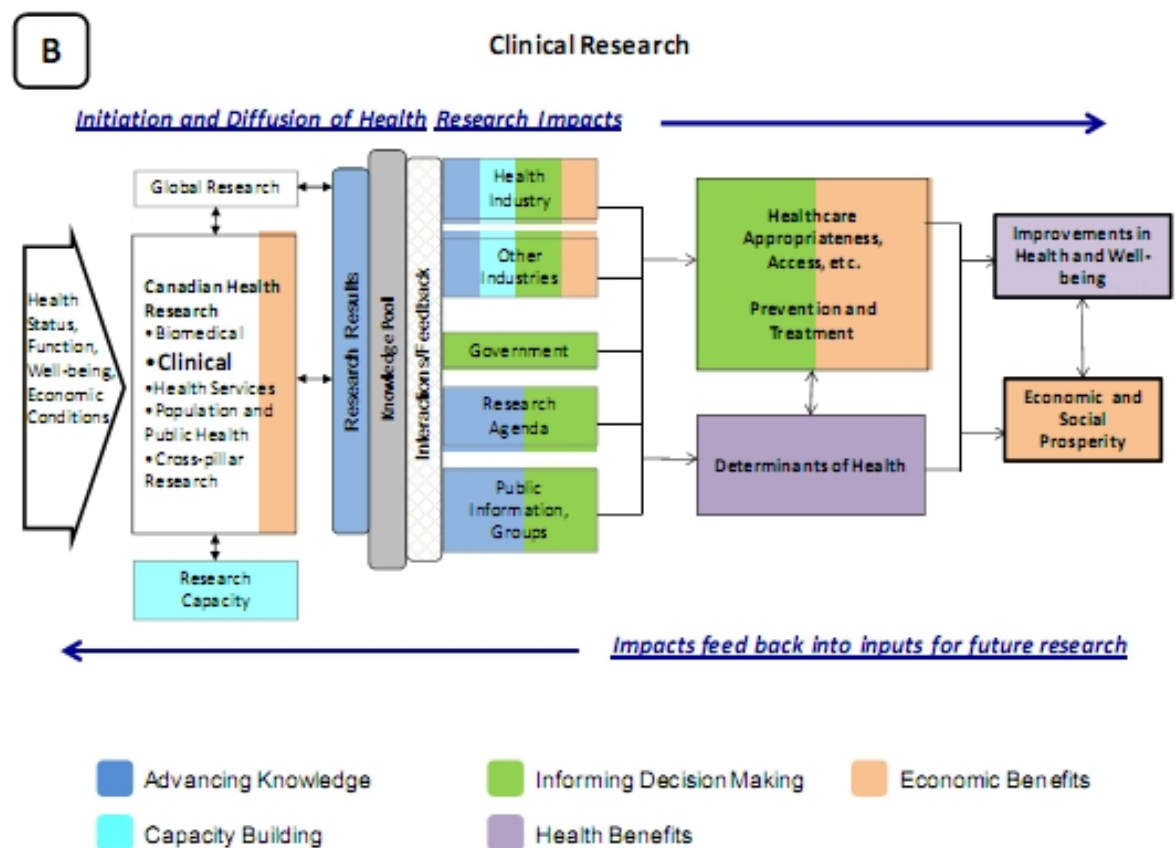 B
Clinical Research
Initiation and Diffusion of Health Research Impacts
Global Research
Health
Status,
Function,
Well-being,
Economic
Conditions
Canadian Health
Research
•Biomedical
•Clinical
•Health Services
•Population and
Public Health
•Cross-pillar
Research
Research
Capacity
Research Results
Knowledge Pool
Interactions/Feedback
Health
Industry
Other
Industries
Government
Research
Agenda
Public
Information,
Groups
Healthcare
Appropriateness,
Access, etc.
Prevention and
Treatment
Determinants of Health
Improvements in
Health and Well-
being
Economic and
Social
Prosperity
Impacts feed back into inputs for future research
Advancing Knowledge
Informing Decision Making
Economic Benefits
Capacity Building
Health Benefits